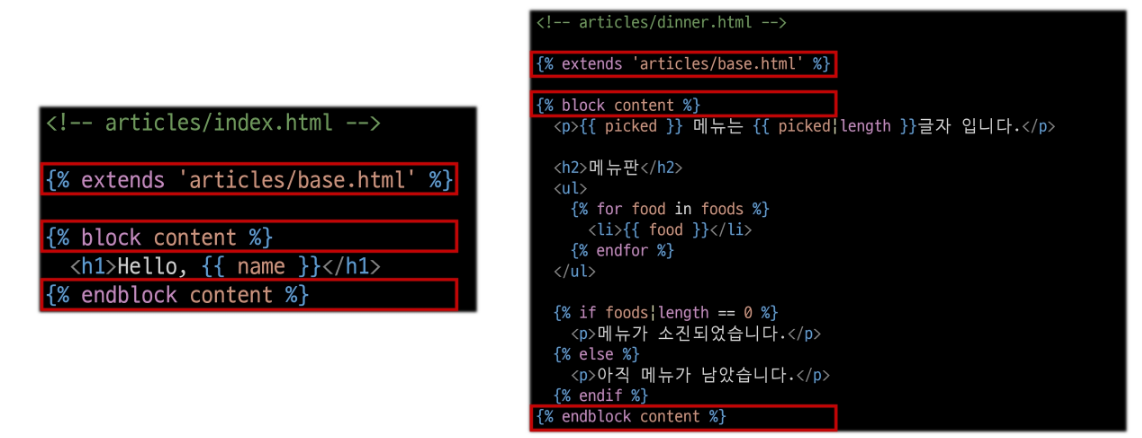 <!-- articles/index.html -->
{% extends 'articles/base.html' %}
{% block content %}
<h1>Hello, {{ name }}</h1>
{% endblock content %}
<!-- articles/dinner.html -->
{% extends 'articles/base.html' %}
{% block content %}
<p>{{ picked }} 메뉴는 {{ picked|length }}글자 입니다.</p>
<h2>메뉴판</h2>
<ul>
{% for food in foods %}
<li>{{ food }}</li>
{% endfor %}
</ul>
{% if foods|length == 0 %}
<p>메뉴가 소진되었습니다.</p>
{% else %}
<p>아직 메뉴가 남았습니다.</p>
{% endif %}
{% endblock content %}